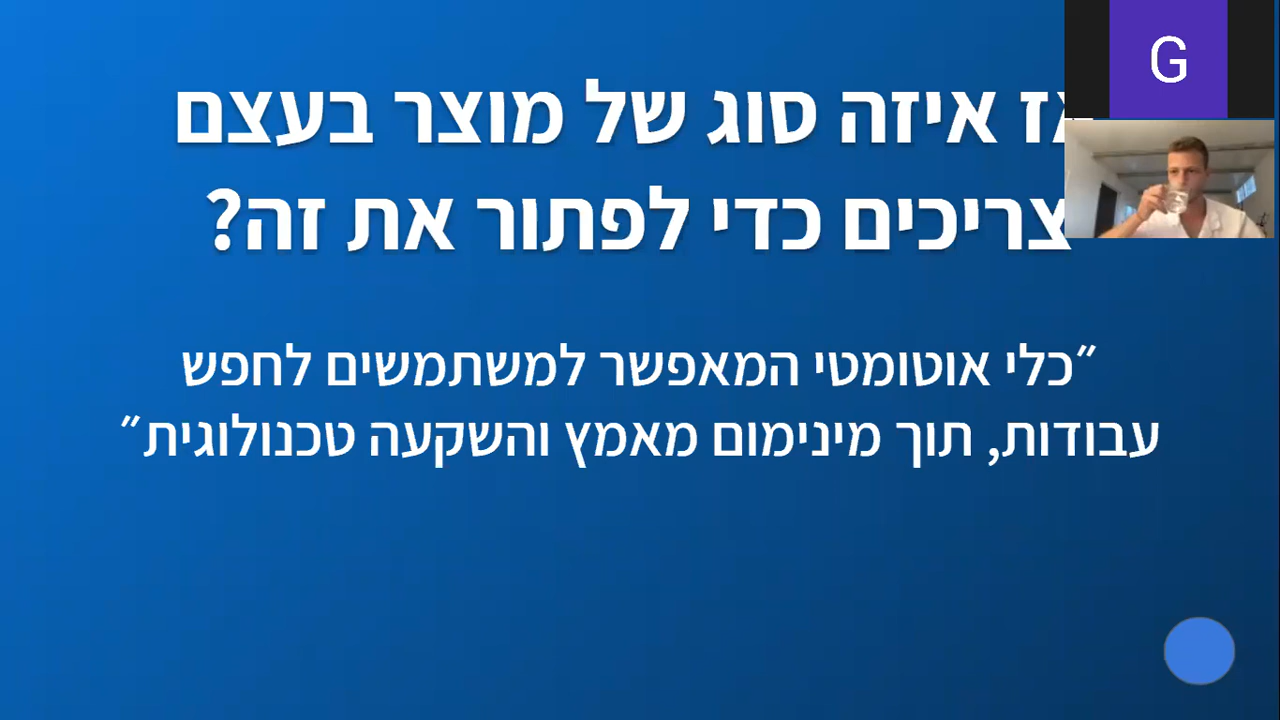 אז איזה סוג של מוצר בעצם
צריכים כדי לפתור את זה?
״כלי אוטומטי המאפשר למשתמשים לחפש
עבודות, תוך מינימום מאמץ והשקעה טכנולוגית״
G